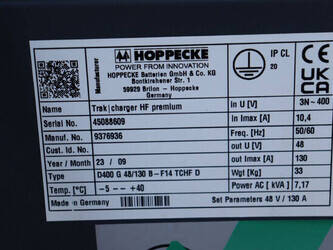 Manufacturer
HOPPECKE
POWER FROM INNOVATION
HOPPECKE Batterien GmbH & Co. KG
Bontkirchener Str. 1
59929 Brilon - Hoppecke
Germany
IP CL
20
CE
UK
CA
Name Trak|charger HF premium
Serial No. 45088609
Manuf. No. 9376936
Cust. Id. No.
Year / Month 23 / 09
Type D400 G 48/130 B-F14 TCHF D
Temp. [°C] -5 --- +40
in U [V] 3N~400
in Imax [A] 10,4
Freq. [Hz] 50/60
out U [V] 48
out Imax [A] 130
Wgt [kg] 33
Power AC [kVA] 7,17
Made in Germany
Set Parameters 48 V / 130 A